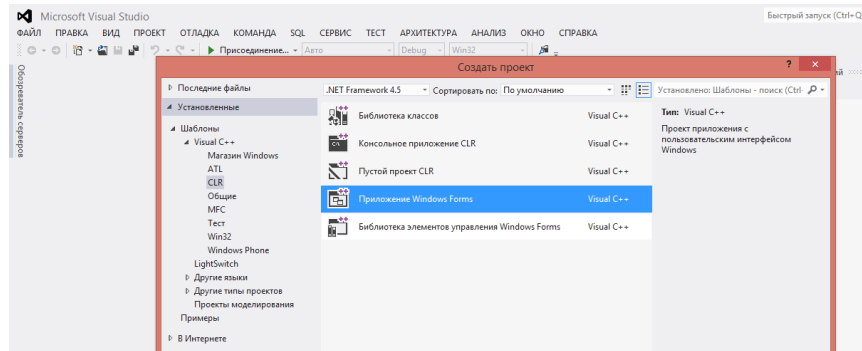 Microsoft Visual Studio
Быстрый запуск (Ctrl+Q
ФАЙЛ ПРАВКА ВИД ПРОЕКТ ОТЛАДКА КОМАНДА SQL СЕРВИС ТЕСТ АРХИТЕКТУРА АНАЛИЗ ОКНО СПРАВКА
Присоединение... Авто Debug Win32
Обозреватель серверов
Создать проект
? ×
Последние файлы
.NET Framework 4.5 Сортировать по: По умолчанию
Установлено: Шаблоны - поиск (Ctrl-
Установленные
Шаблоны
Visual C++
Магазин Windows
ATL
CLR
Общие
MFC
Тест
Win32
Windows Phone
LightSwitch
Другие языки
Другие типы проектов
Проекты моделирования
Примеры
В Интернете
Библиотека классов Visual C++
Консольное приложение CLR Visual C++
Пустой проект CLR Visual C++
Приложение Windows Forms Visual C++
Библиотека элементов управления Windows Forms Visual C++
Тип: Visual C++
Проект приложения с
пользовательским интерфейсом
Windows